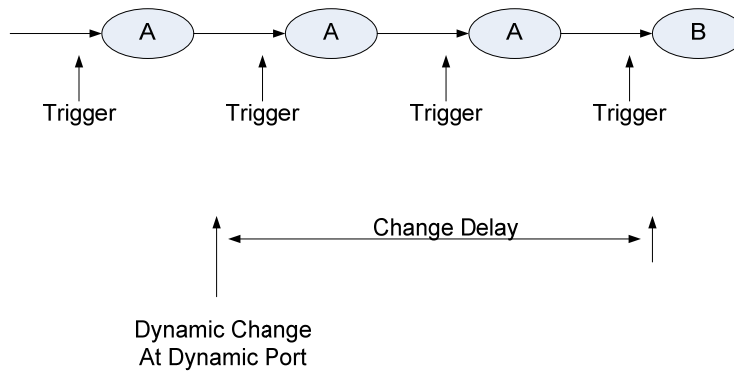 A A A B
Trigger Trigger Trigger Trigger
Change Delay
Dynamic Change
At Dynamic Port